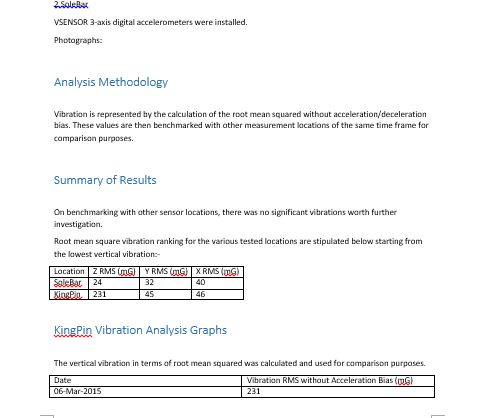 2.SoleBar
VSENSOR 3-axis digital accelerometers were installed.
Photographs:
Analysis Methodology
Vibration is represented by the calculation of the root mean squared without acceleration/deceleration
bias. These values are then benchmarked with other measurement locations of the same time frame for
comparison purposes.
Summary of Results
On benchmarking with other sensor locations, there was no significant vibrations worth further
investigation.
Root mean square vibration ranking for the various tested locations are stipulated below starting from
the lowest vertical vibration:-
Location Z RMS (mG) Y RMS (mG) X RMS (mG)
SoleBar 24 32 40
KingPin 231 45 46
KingPin Vibration Analysis Graphs
The vertical vibration in terms of root mean squared was calculated and used for comparison purposes.
Date Vibration RMS without Acceleration Bias (mG)
06-Mar-2015 231